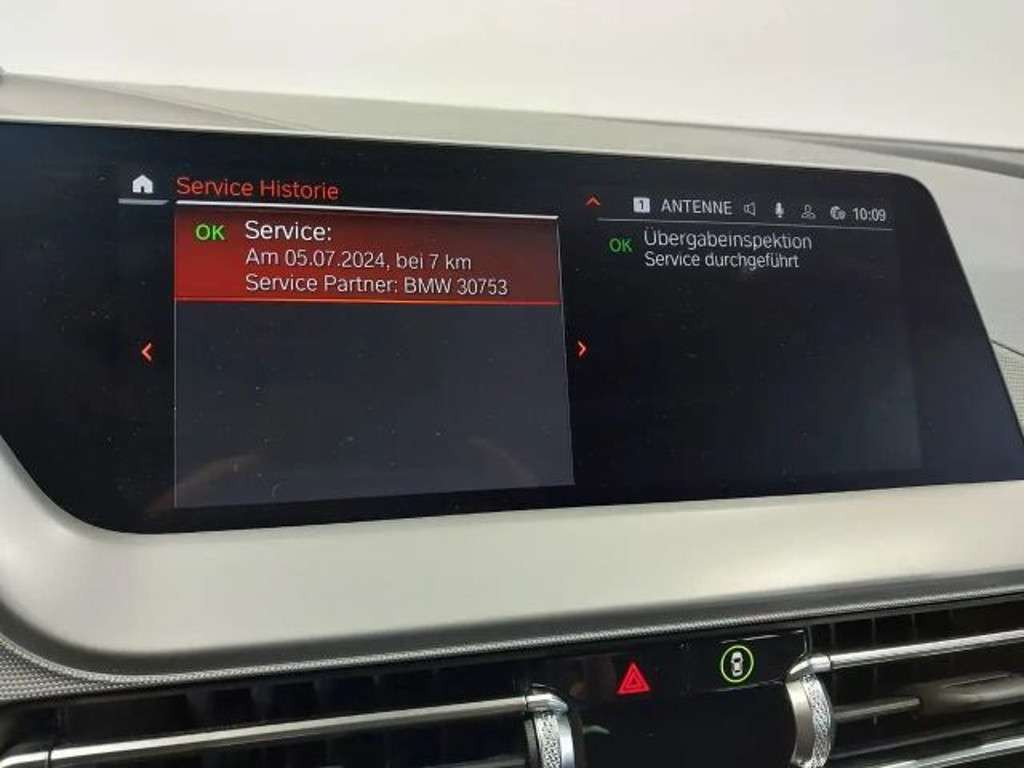 Service Historie
1 ANTENNE 10:09
OK Service:
Am 05.07.2024, bei 7 km
Service Partner: BMW 30753
OK Übergabeinspektion
Service durchgeführt